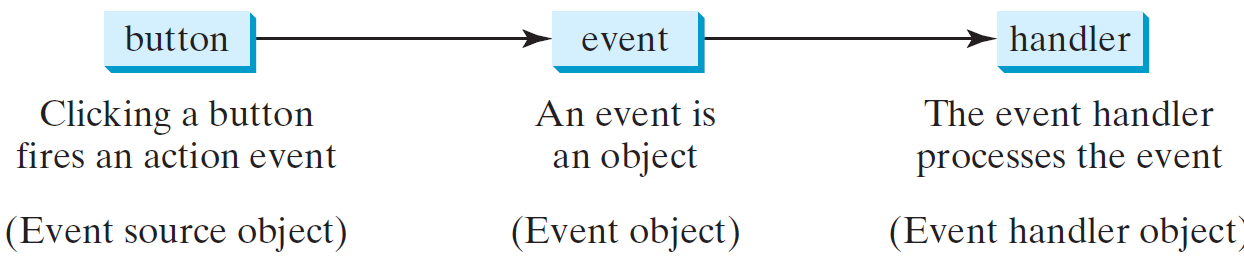 button
event
handler
Clicking a button
fires an action event
An event is
an object
The event handler
processes the event
(Event source object)
(Event object)
(Event handler object)